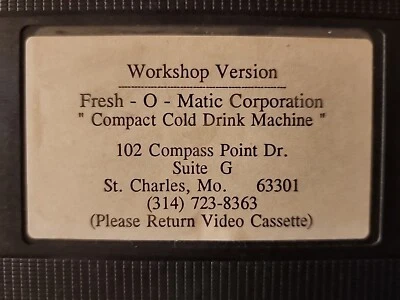 Workshop Version
Fresh - O - Matic Corporation
" Compact Cold Drink Machine "
102 Compass Point Dr.
Suite G
St. Charles, Mo. 63301
(314) 723-8363
(Please Return Video Cassette)